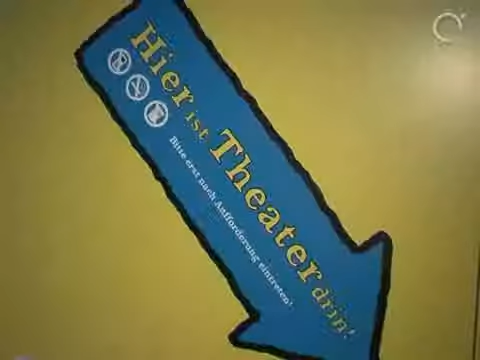 Hier ist Theater drin!
Bitte erst nach Aufforderung eintreten!